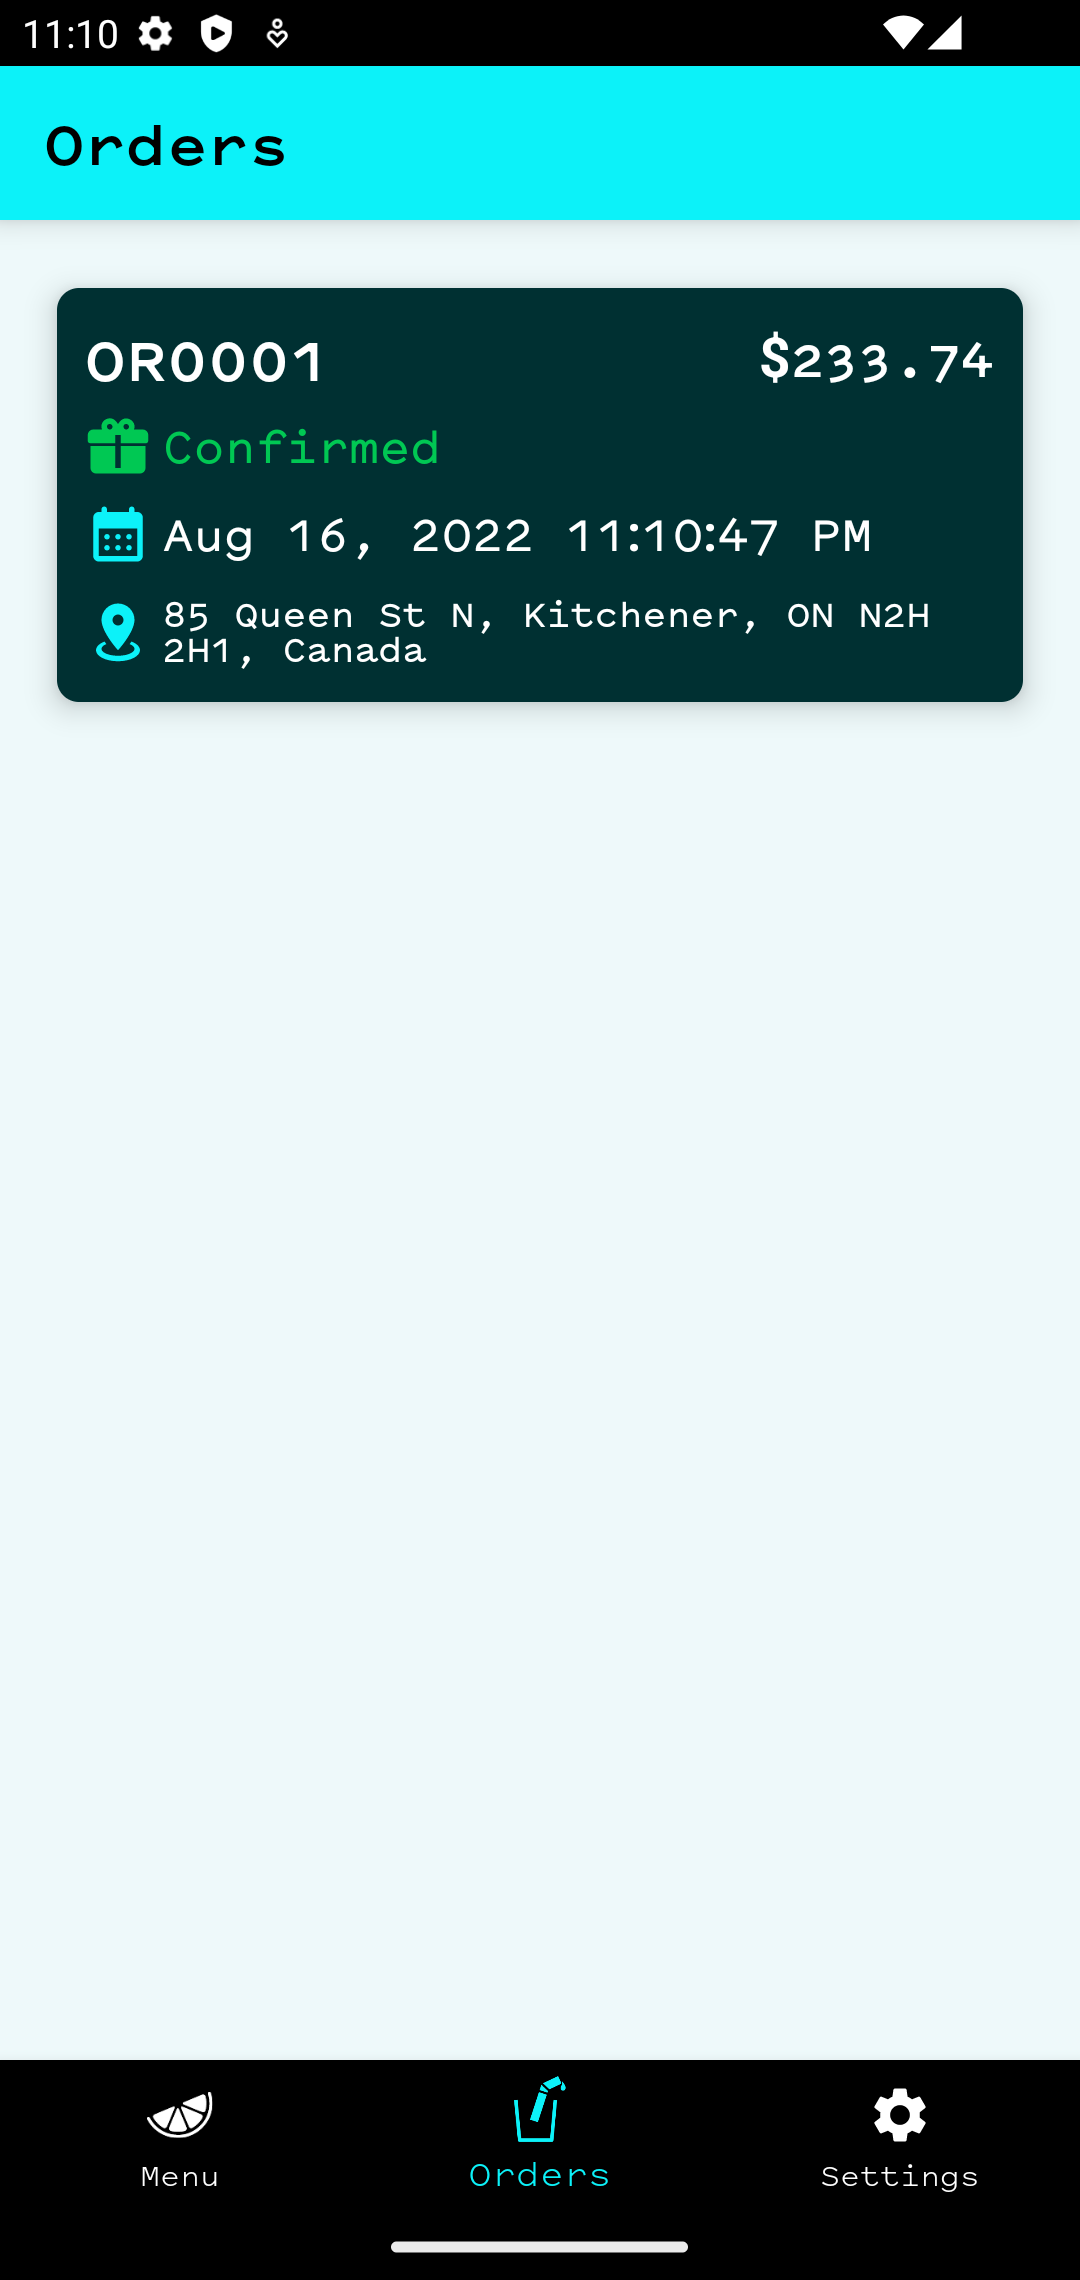 11:10
Orders
OR0001
$233.74
Confirmed
Aug 16, 2022 11:10:47 PM
85 Queen St N, Kitchener, ON N2H
2H1, Canada
Menu
Orders
Settings